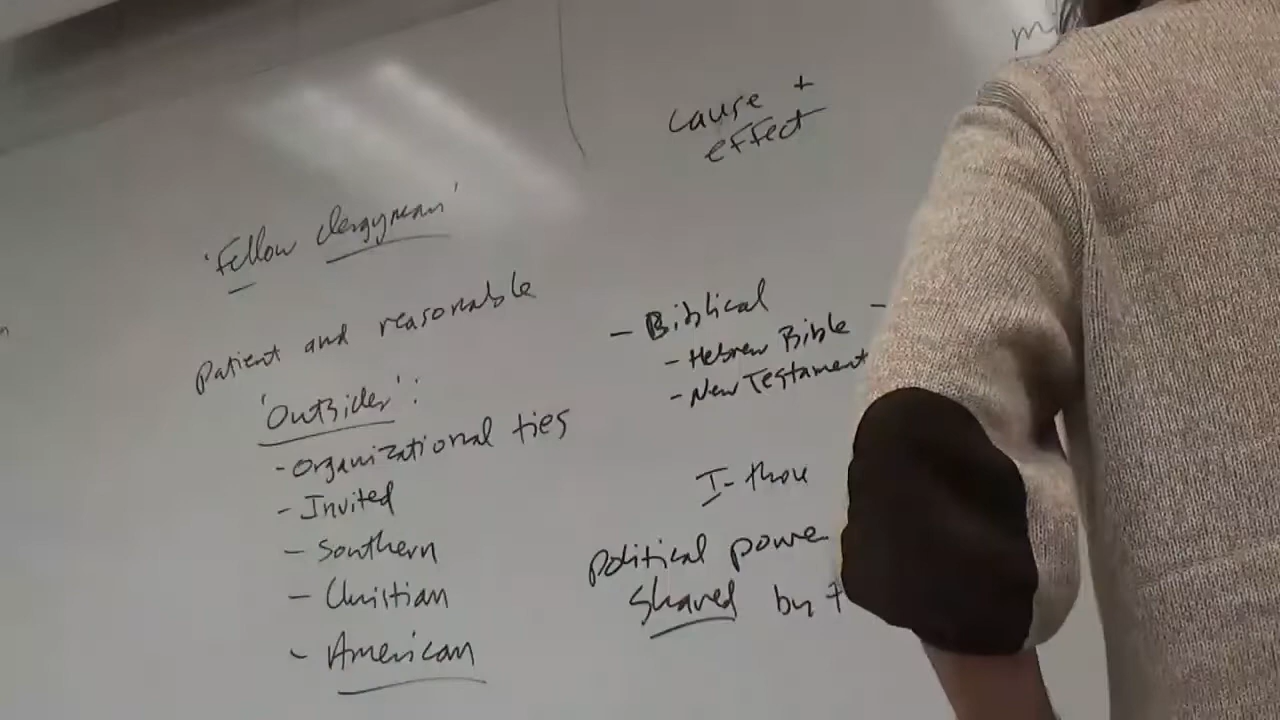 'Fellow clergyman'
patient and reasonable
'Outsider':
- Organizational ties
- Invited
- Southern
- Christian
- American
cause +
effect
- Biblical
- Hebrew Bible
- New Testament
I-thou
political powe
shared by t